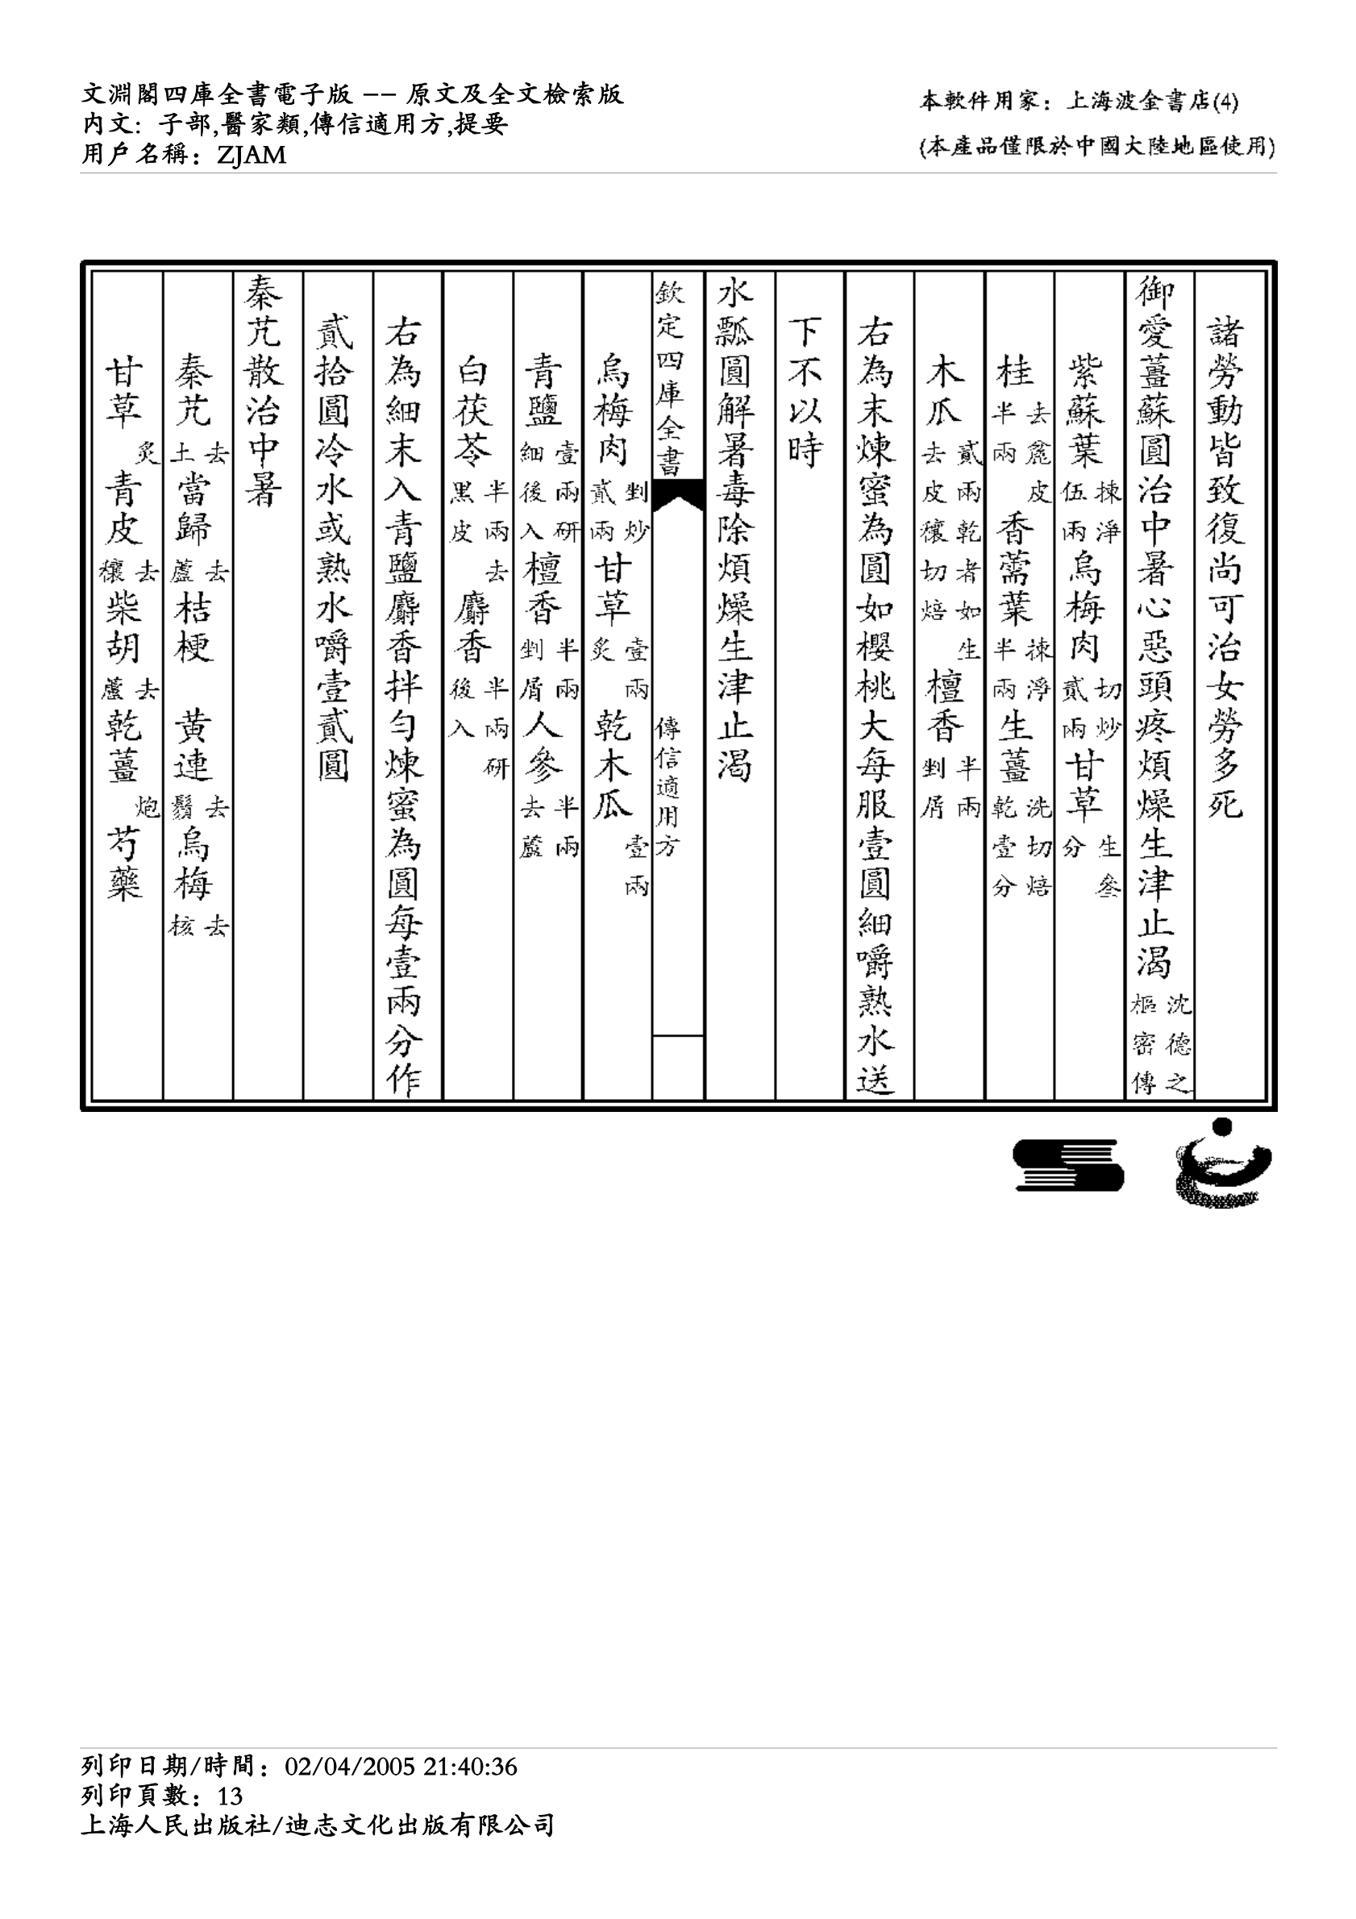 文淵閣四庫全書電子版 -- 原文及全文檢索版
內文: 子部,醫家類,傳信適用方,提要
用戶名稱: ZJAM
本軟件用家: 上海波金書店(4)
(本產品僅限於中國大陸地區使用)
諸勞動皆致復尚可治女勞多死
御愛薑蘇圓治中暑心惡頭疼煩燥生津止渴沈德之樞密傳
紫蘇葉揀淨伍兩烏梅肉切炒貳兩甘草生叄分
桂去麄皮半兩香薷葉揀淨半兩生薑洗切焙乾壹分
木瓜貳兩乾者如生去皮穰切焙檀香半兩剉屑
右為末煉蜜為圓如櫻桃大每服壹圓細嚼熟水送
下不以時
水瓢圓解暑毒除煩燥生津止渴
欽定四庫全書 傳信適用方
烏梅肉剉炒貳兩甘草壹兩炙乾木瓜壹兩
青鹽壹兩研細後入檀香半兩剉屑人參半兩去蘆
白茯苓半兩去黑皮麝香半兩研後入
右為細末入青鹽麝香拌勻煉蜜為圓每壹兩分作
貳拾圓冷水或熟水嚼壹貳圓
秦艽散治中暑
秦艽去土當歸去蘆桔梗 黃連去鬚烏梅去核
甘草炙青皮去穰柴胡去蘆乾薑炮芍藥
列印日期/時間: 02/04/2005 21:40:36
列印頁數: 13
上海人民出版社/迪志文化出版有限公司